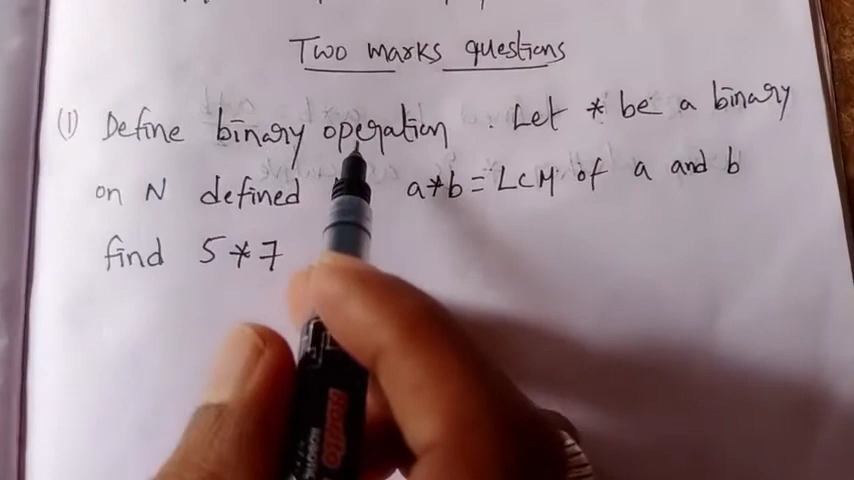 Two marks questions
(1) Define binary operation. Let * be a binary
on N defined a*b = LCM of a and b
find 5*7